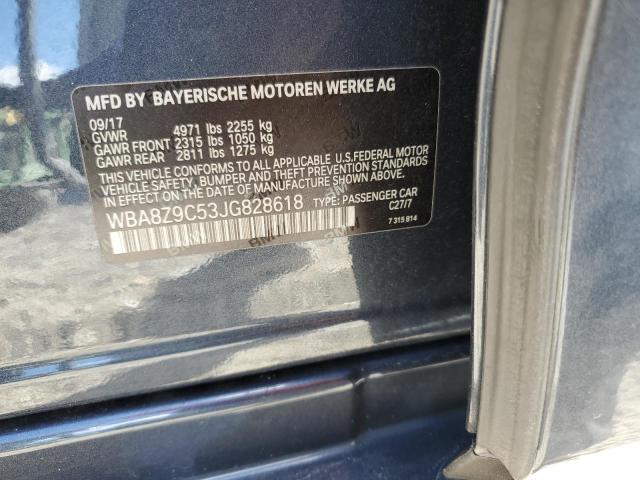 MFD BY BAYERISCHE MOTOREN WERKE AG
09/17
GVWR 4971 lbs 2255 kg
GAWR FRONT 2315 lbs 1050 kg
GAWR REAR 2811 lbs 1275 kg
THIS VEHICLE CONFORMS TO ALL APPLICABLE U.S.FEDERAL MOTOR
VEHICLE SAFETY, BUMPER, AND THEFT PREVENTION STANDARDS
IN EFFECT ON THE DATE OF MANUFACTURE SHOWN ABOVE.
WBA8Z9C53JG828618 TYPE: PASSENGER CAR
C27/7
7 315 814